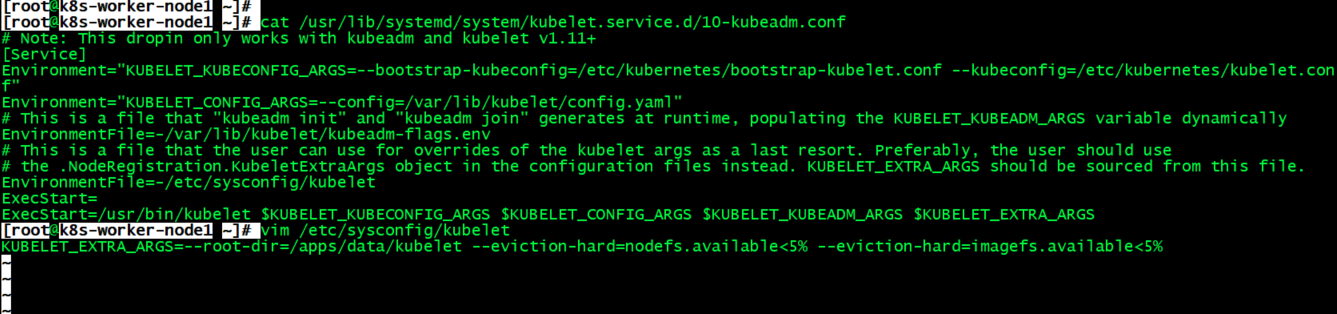 [root@k8s-worker-node1 ~]#
[root@k8s-worker-node1 ~]# cat /usr/lib/systemd/system/kubelet.service.d/10-kubeadm.conf
# Note: This dropin only works with kubeadm and kubelet v1.11+
[Service]
Environment="KUBELET_KUBECONFIG_ARGS=--bootstrap-kubeconfig=/etc/kubernetes/bootstrap-kubelet.conf --kubeconfig=/etc/kubernetes/kubelet.con
f"
Environment="KUBELET_CONFIG_ARGS=--config=/var/lib/kubelet/config.yaml"
# This is a file that "kubeadm init" and "kubeadm join" generates at runtime, populating the KUBELET_KUBEADM_ARGS variable dynamically
EnvironmentFile=-/var/lib/kubelet/kubeadm-flags.env
# This is a file that the user can use for overrides of the kubelet args as a last resort. Preferably, the user should use
# the .NodeRegistration.KubeletExtraArgs object in the configuration files instead. KUBELET_EXTRA_ARGS should be sourced from this file.
EnvironmentFile=-/etc/sysconfig/kubelet
ExecStart=
ExecStart=/usr/bin/kubelet $KUBELET_KUBECONFIG_ARGS $KUBELET_CONFIG_ARGS $KUBELET_KUBEADM_ARGS $KUBELET_EXTRA_ARGS
[root@k8s-worker-node1 ~]# vim /etc/sysconfig/kubelet
KUBELET_EXTRA_ARGS=--root-dir=/apps/data/kubelet --eviction-hard=nodefs.available<5% --eviction-hard=imagefs.available<5%
~
~
~
~